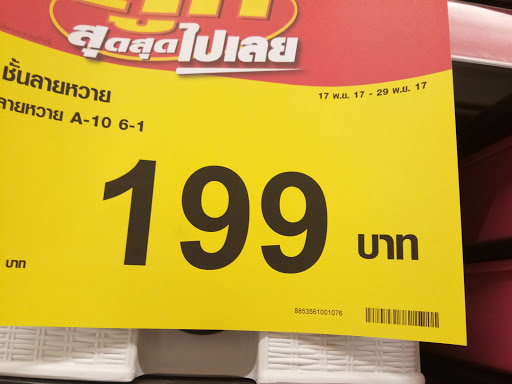 ถูก
สุดสุดไปเลย
17 พ.ย. 17 - 29 พ.ย. 17
ชั้นลายหวาย
ลายหวาย A-10 6-1
199 บาท
บาท
8853561001076